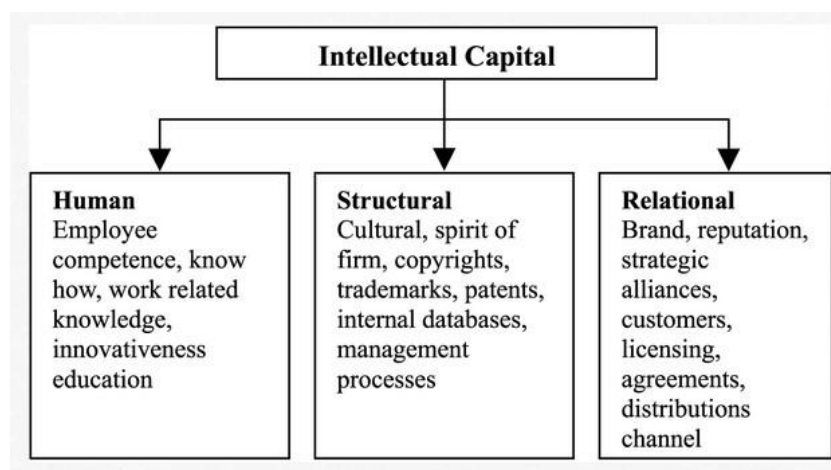 Intellectual Capital
Human
Employee
competence, know
how, work related
knowledge,
innovativeness
education
Structural
Cultural, spirit of
firm, copyrights,
trademarks, patents,
internal databases,
management
processes
Relational
Brand, reputation,
strategic
alliances,
customers,
licensing,
agreements,
distributions
channel